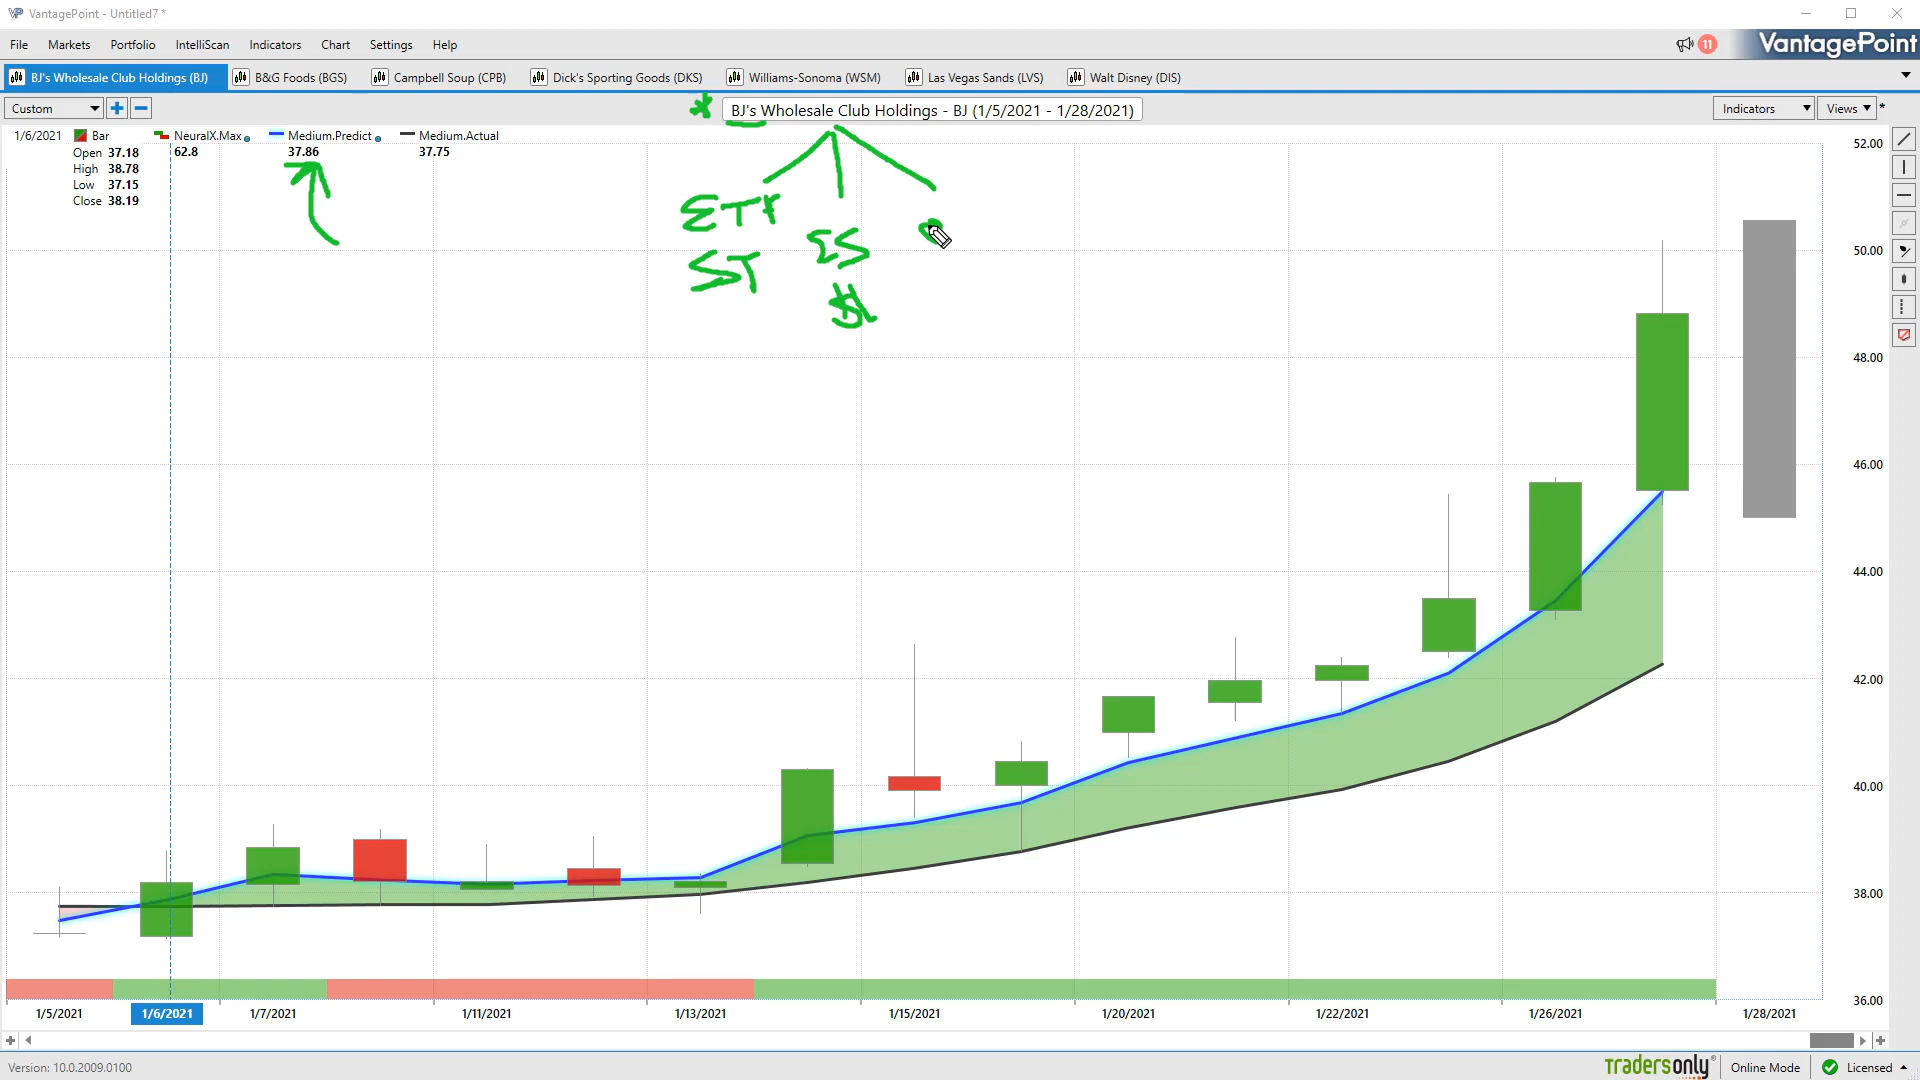 VantagePoint - Untitled7 *
File Markets Portfolio IntelliScan Indicators Chart Settings Help
11
VantagePoint
BJ's Wholesale Club Holdings (BJ) B&G Foods (BGS) Campbell Soup (CPB) Dick's Sporting Goods (DKS) Williams-Sonoma (WSM) Las Vegas Sands (LVS) Walt Disney (DIS)
Custom
* BJ's Wholesale Club Holdings - BJ (1/5/2021 - 1/28/2021)
Indicators Views *
1/6/2021 Bar NeuralX.Max Medium.Predict Medium.Actual
Open 37.18 62.8 37.86 37.75
High 38.78
Low 37.15
Close 38.19
ETF
ES
ST
$
52.00
50.00
48.00
46.00
44.00
42.00
40.00
38.00
36.00
1/5/2021 1/6/2021 1/7/2021 1/11/2021 1/13/2021 1/15/2021 1/20/2021 1/22/2021 1/26/2021 1/28/2021
Version: 10.0.2009.0100
tradersonly
Online Mode
Licensed